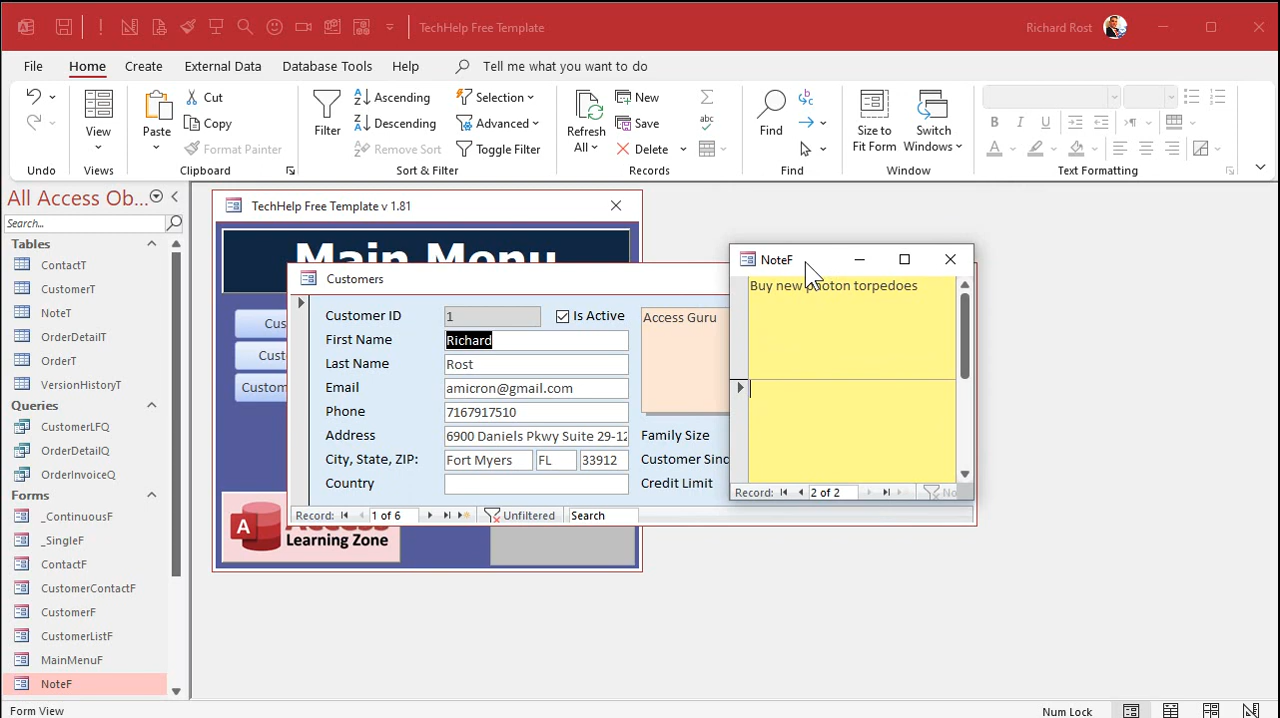 TechHelp Free Template
Richard Rost
File Home Create External Data Database Tools Help Tell me what you want to do
View
Paste
Cut
Copy
Format Painter
Filter
Ascending
Descending
Remove Sort
Selection
Advanced
Toggle Filter
Refresh
All
New
Save
Delete
Find
Size to
Fit Form
Switch
Windows
B I U
A
Undo Views Clipboard Sort & Filter Records Find Window Text Formatting
All Access Ob...
Search...
Tables
ContactT
CustomerT
NoteT
OrderDetailT
OrderT
VersionHistoryT
Queries
CustomerLFQ
OrderDetailQ
OrderInvoiceQ
Forms
_ContinuousF
_SingleF
ContactF
CustomerContactF
CustomerF
CustomerListF
MainMenuF
NoteF
TechHelp Free Template v 1.81
Main Menu
Customers
Customer ID 1 Is Active
First Name Richard
Last Name Rost
Email amicron@gmail.com
Phone 7167917510
Address 6900 Daniels Pkwy Suite 29-12
City, State, ZIP: Fort Myers FL 33912
Country
Access Guru
Family Size
Customer Sinc
Credit Limit
Record: 1 of 6 Unfiltered Search
A
Learning Zone
NoteF
Buy new photon torpedoes
Record: 2 of 2 No
Form View
Num Lock